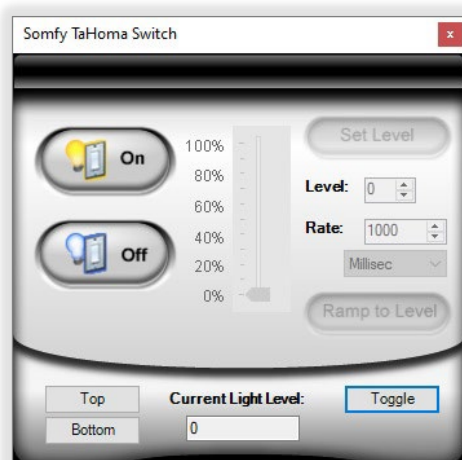 Somfy TaHoma Switch
x
On
Off
100%
80%
60%
40%
20%
0%
Set Level
Level: 0
Rate: 1000
Millisec
Ramp to Level
Top
Bottom
Current Light Level:
0
Toggle